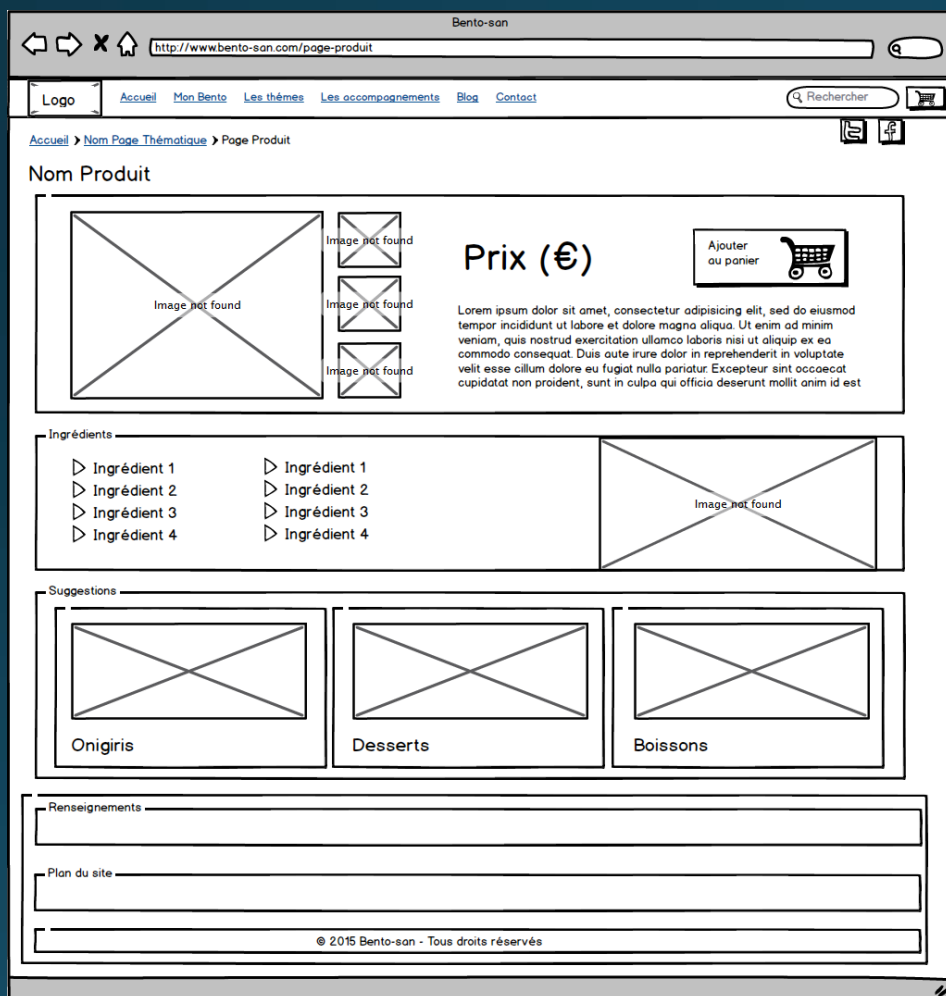 Bento-san
http://www.bento-san.com/page-produit
Logo
Accueil Mon Bento Les thémes Les accompagnements Blog Contact
Rechercher
Accueil > Nom Page Thématique > Page Produit
Nom Produit
Image not found
Image not found
Image not found
Image not found
Prix (€)
Ajouter
au panier
Lorem ipsum dolor sit amet, consectetur adipisicing elit, sed do eiusmod
tempor incididunt ut labore et dolore magna aliqua. Ut enim ad minim
veniam, quis nostrud exercitation ullamco laboris nisi ut aliquip ex ea
commodo consequat. Duis aute irure dolor in reprehenderit in voluptate
velit esse cillum dolore eu fugiat nulla pariatur. Excepteur sint occaecat
cupidatat non proident, sunt in culpa qui officia deserunt mollit anim id est
Ingrédients
Ingrédient 1
Ingrédient 2
Ingrédient 3
Ingrédient 4
Ingrédient 1
Ingrédient 2
Ingrédient 3
Ingrédient 4
Image not found
Suggestions
Onigiris
Desserts
Boissons
Renseignements
Plan du site
© 2015 Bento-san - Tous droits réservés